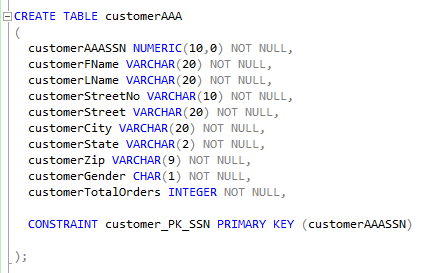 CREATE TABLE customerAAA
(
customerAAASSN NUMERIC(10,0) NOT NULL,
customerFName VARCHAR(20) NOT NULL,
customerLName VARCHAR(20) NOT NULL,
customerStreetNo VARCHAR(10) NOT NULL,
customerStreet VARCHAR(20) NOT NULL,
customerCity VARCHAR(20) NOT NULL,
customerState VARCHAR(2) NOT NULL,
customerZip VARCHAR(9) NOT NULL,
customerGender CHAR(1) NOT NULL,
customerTotalOrders INTEGER NOT NULL,
CONSTRAINT customer_PK_SSN PRIMARY KEY (customerAAASSN)
);